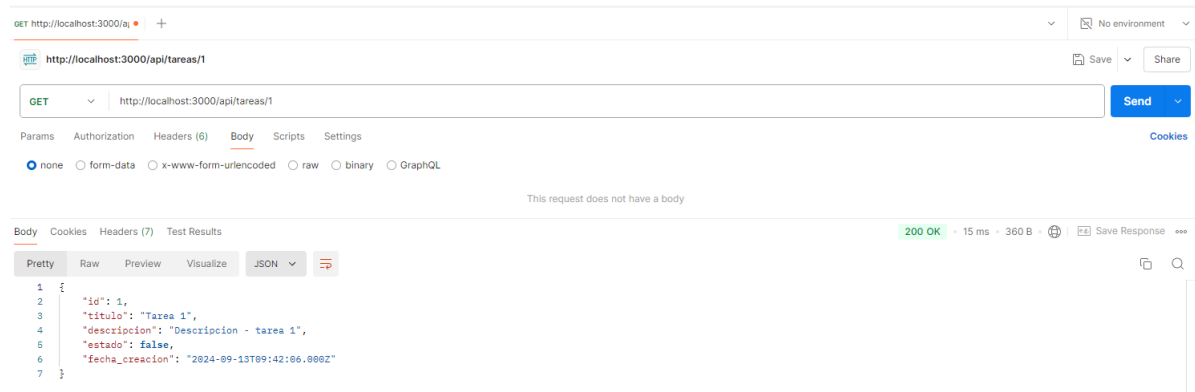 GET http://localhost:3000/a
No environment
HTTP http://localhost:3000/api/tareas/1
Save Share
GET http://localhost:3000/api/tareas/1 Send
Params Authorization Headers (6) Body Scripts Settings Cookies
none form-data x-www-form-urlencoded raw binary GraphQL
This request does not have a body
Body Cookies Headers (7) Test Results 200 OK 15 ms 360 B Save Response
Pretty Raw Preview Visualize JSON
1 {
2 "id": 1,
3 "titulo": "Tarea 1",
4 "descripcion": "Descripcion - tarea 1",
5 "estado": false,
6 "fecha_creacion": "2024-09-13T09:42:06.000Z"
7 }